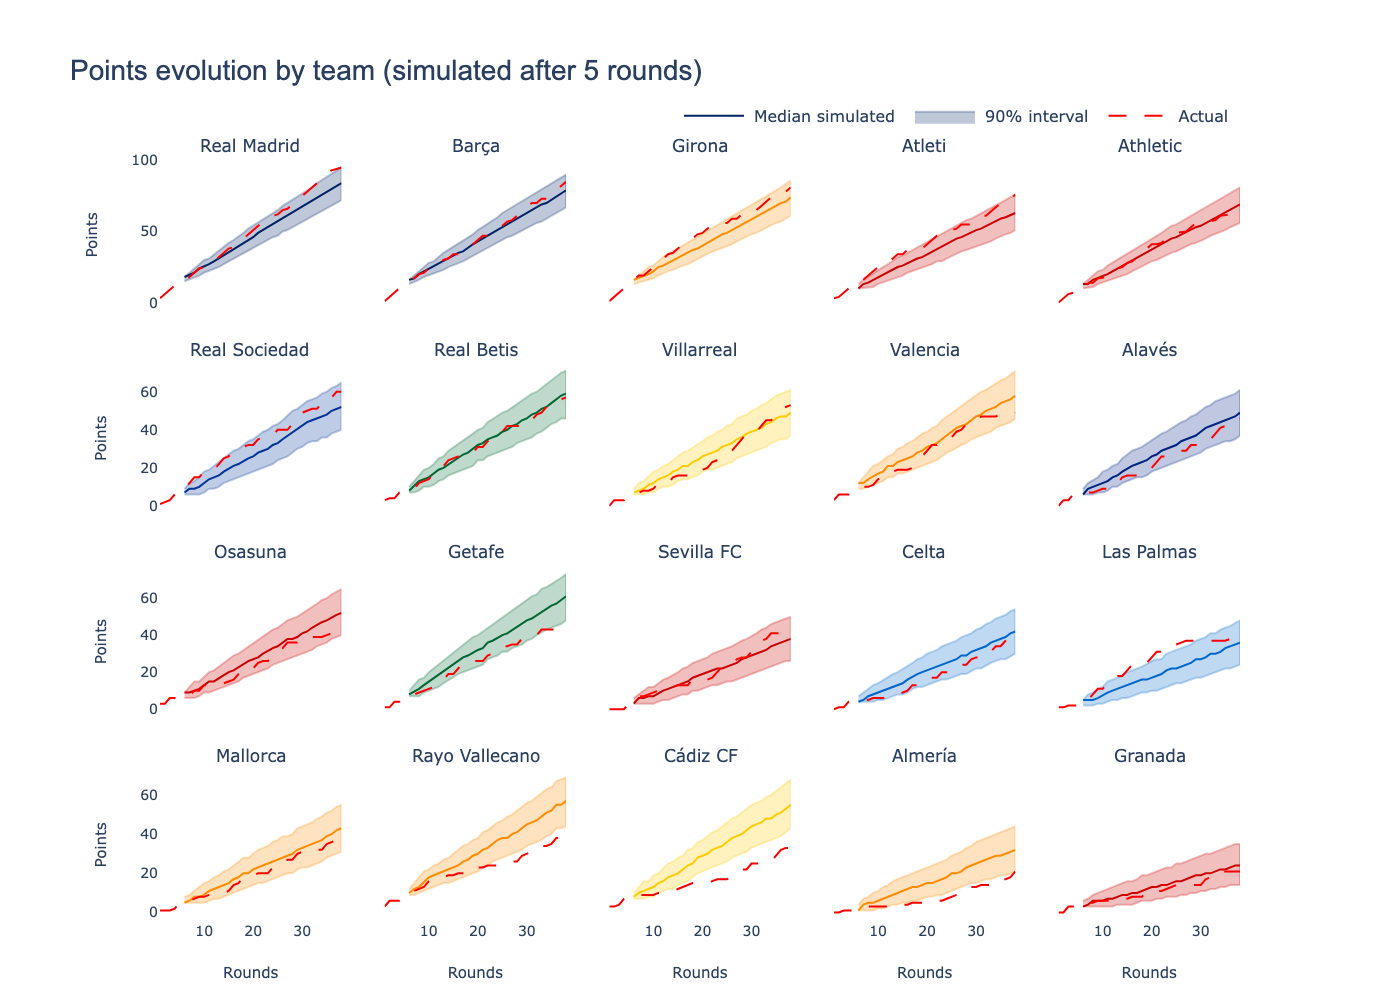 Points evolution by team (simulated after 5 rounds)
Median simulated 90% interval Actual
Real Madrid Barça Girona Atleti Athletic
100
50
0
Points
Real Sociedad Real Betis Villarreal Valencia Alavés
60
40
20
0
Points
Osasuna Getafe Sevilla FC Celta Las Palmas
60
40
20
0
Points
Mallorca Rayo Vallecano Cádiz CF Almería Granada
60
40
20
0
Points
10 20 30 10 20 30 10 20 30 10 20 30 10 20 30
Rounds Rounds Rounds Rounds Rounds